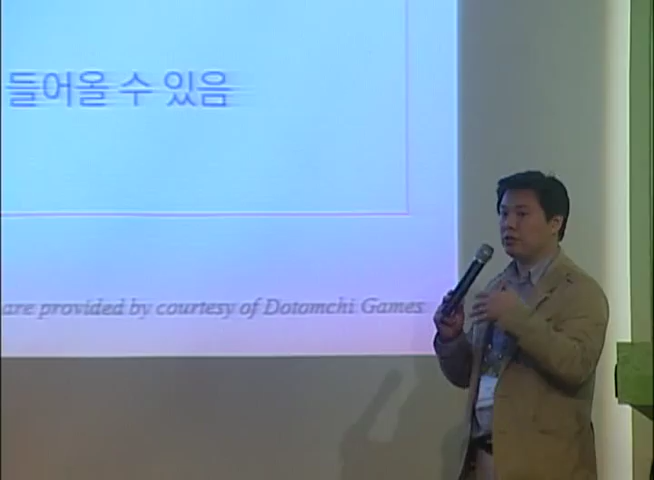 들어올 수 있음
are provided by courtesy of Dotomchi Games